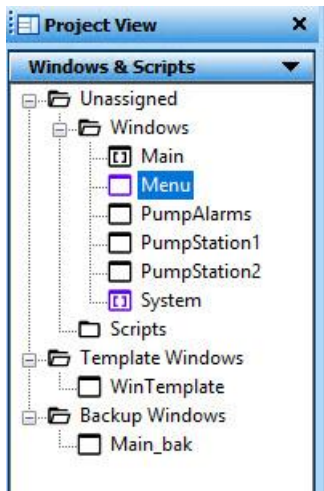 Project View
Windows & Scripts
Unassigned
Windows
Main
Menu
PumpAlarms
PumpStation1
PumpStation2
System
Scripts
Template Windows
WinTemplate
Backup Windows
Main_bak